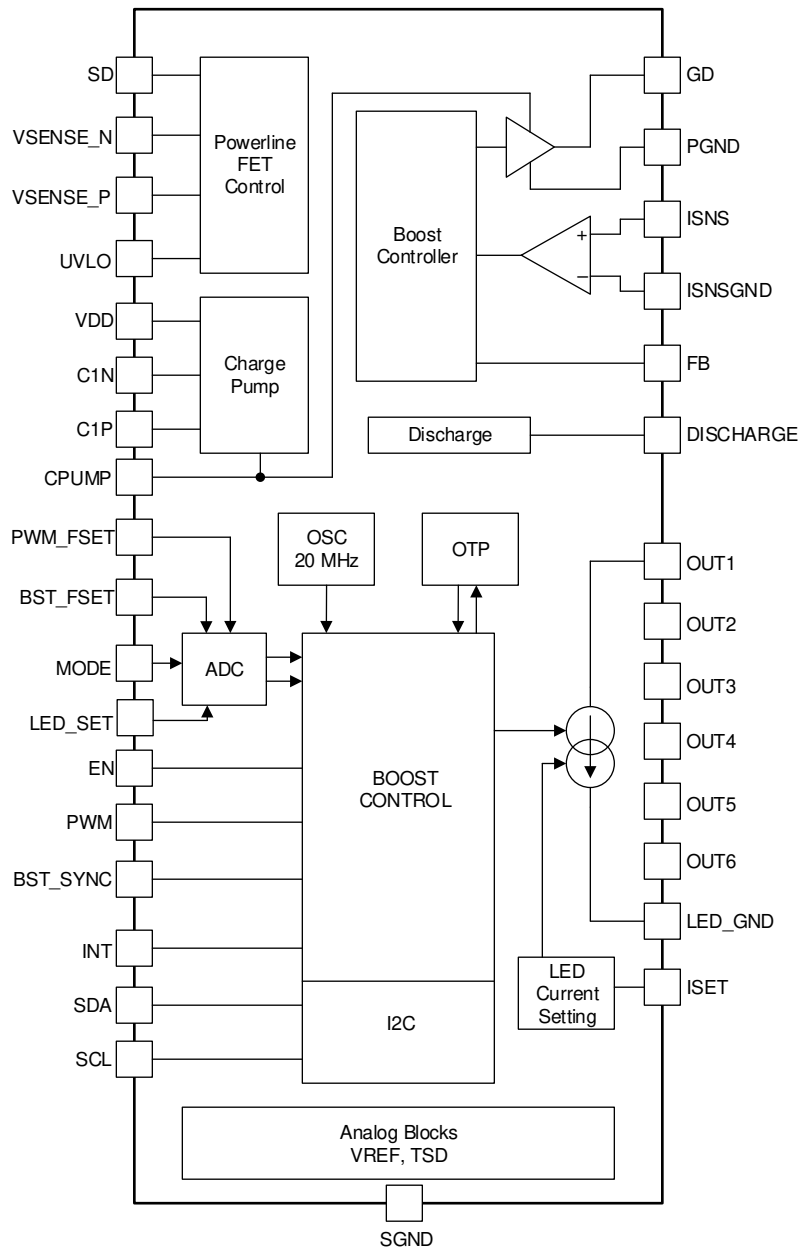 SD
VSENSE_N
VSENSE_P
UVLO
VDD
C1N
C1P
CPUMP
PWM_FSET
BST_FSET
MODE
LED_SET
EN
PWM
BST_SYNC
INT
SDA
SCL
Powerline
FET
Control
Charge
Pump
Boost
Controller
+
−
Discharge
OSC
20 MHz
OTP
ADC
BOOST
CONTROL
I2C
LED
Current
Setting
Analog Blocks
VREF, TSD
GD
PGND
ISNS
ISNSGND
FB
DISCHARGE
OUT1
OUT2
OUT3
OUT4
OUT5
OUT6
LED_GND
ISET
SGND